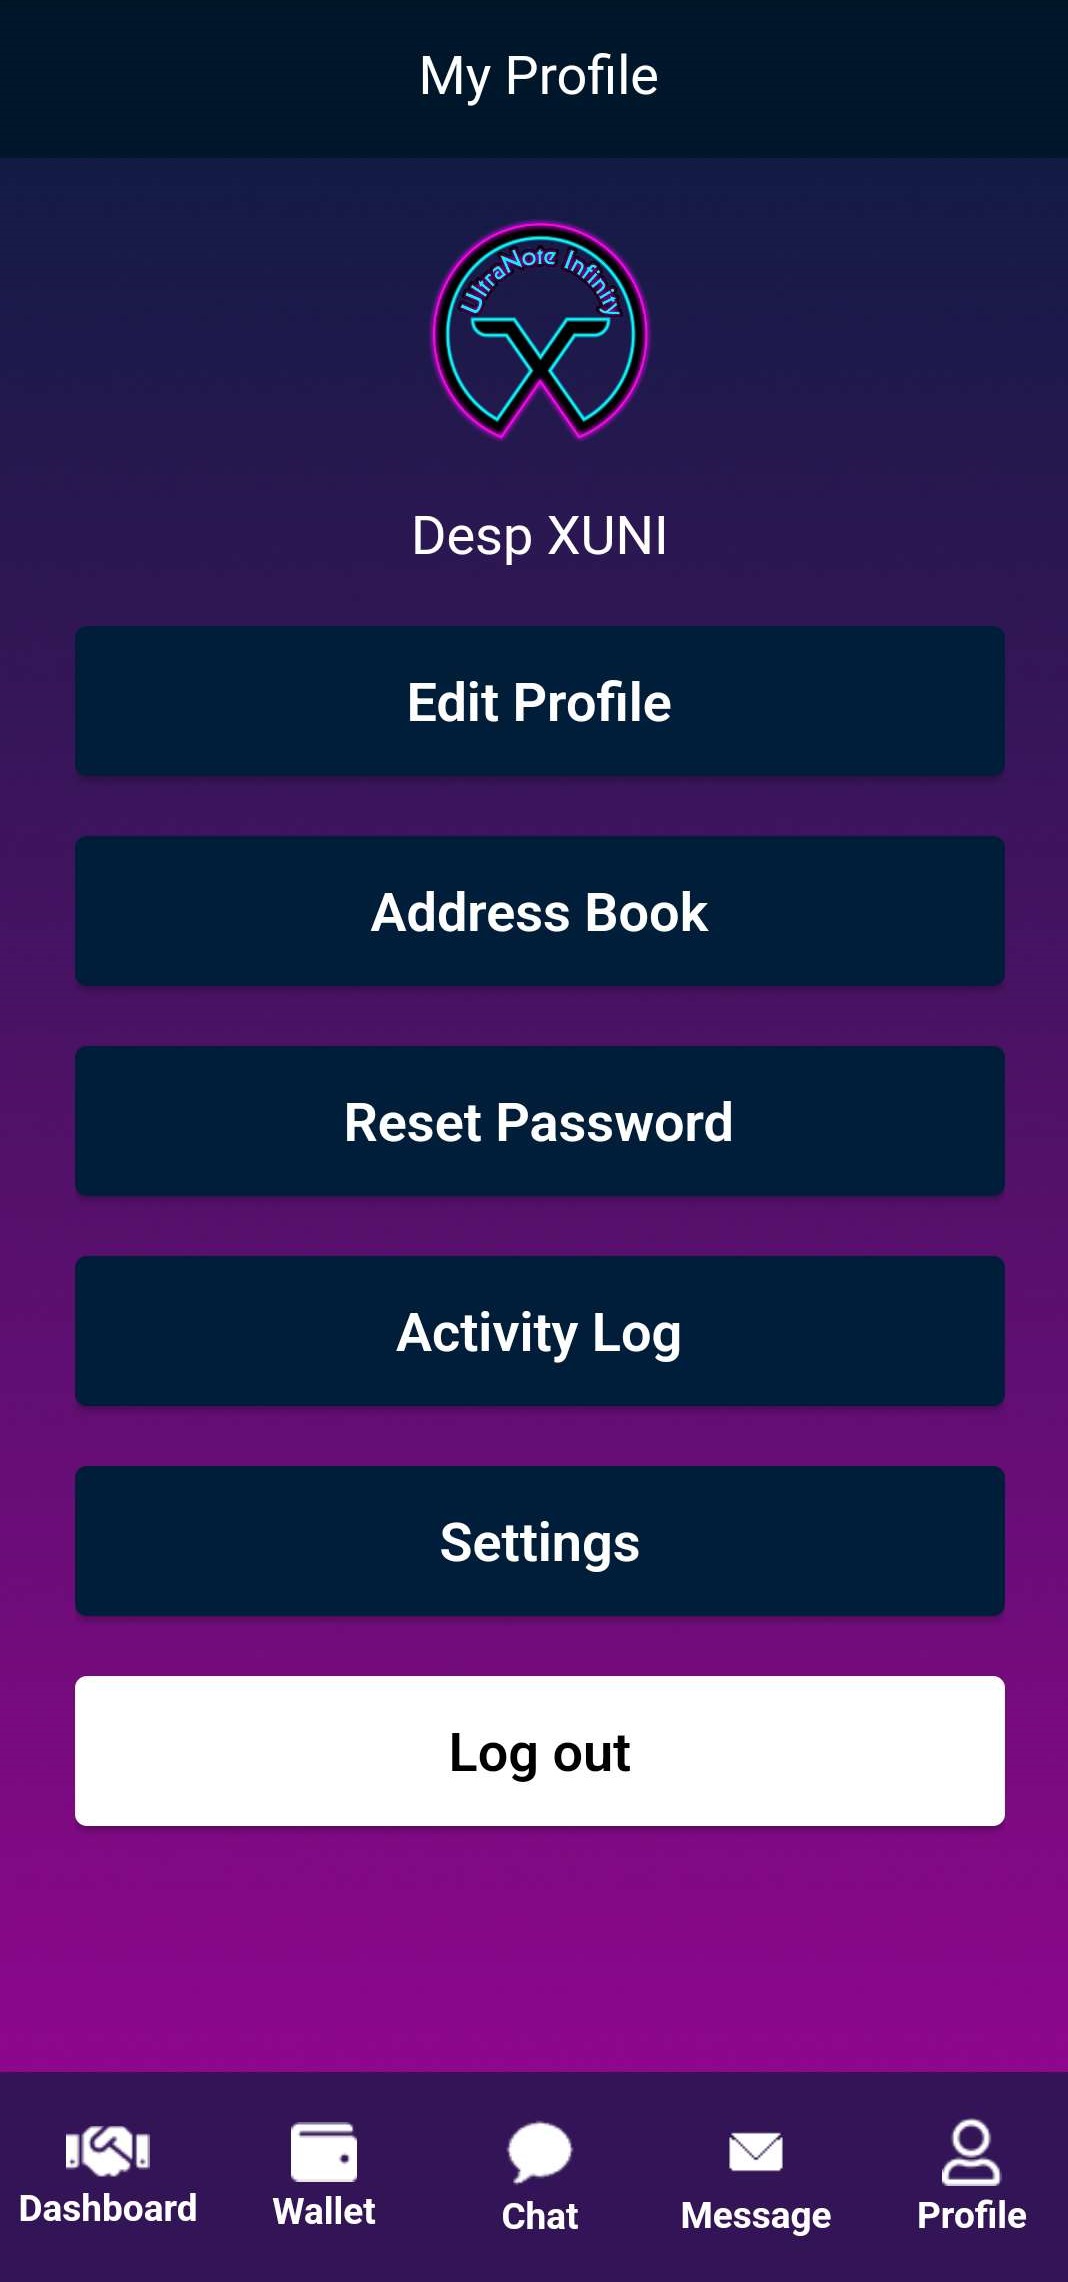 My Profile
UltraNote Infinity
Desp XUNI
Edit Profile
Address Book
Reset Password
Activity Log
Settings
Log out
Dashboard
Wallet
Chat
Message
Profile